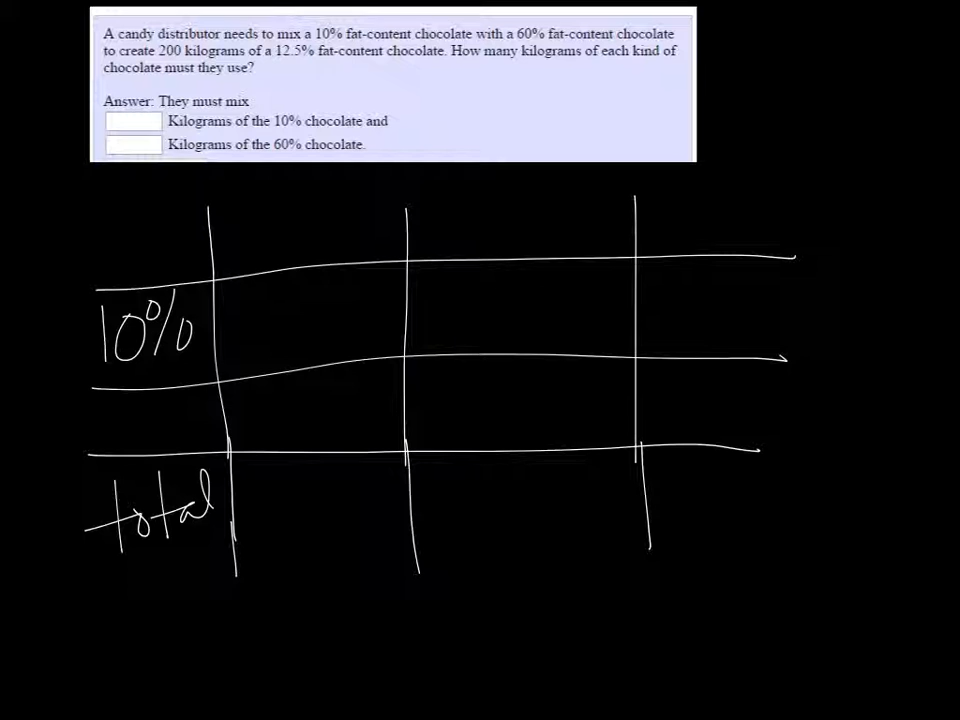 A candy distributor needs to mix a 10% fat-content chocolate with a 60% fat-content chocolate
to create 200 kilograms of a 12.5% fat-content chocolate. How many kilograms of each kind of
chocolate must they use?
Answer: They must mix
Kilograms of the 10% chocolate and
Kilograms of the 60% chocolate.
10%
total